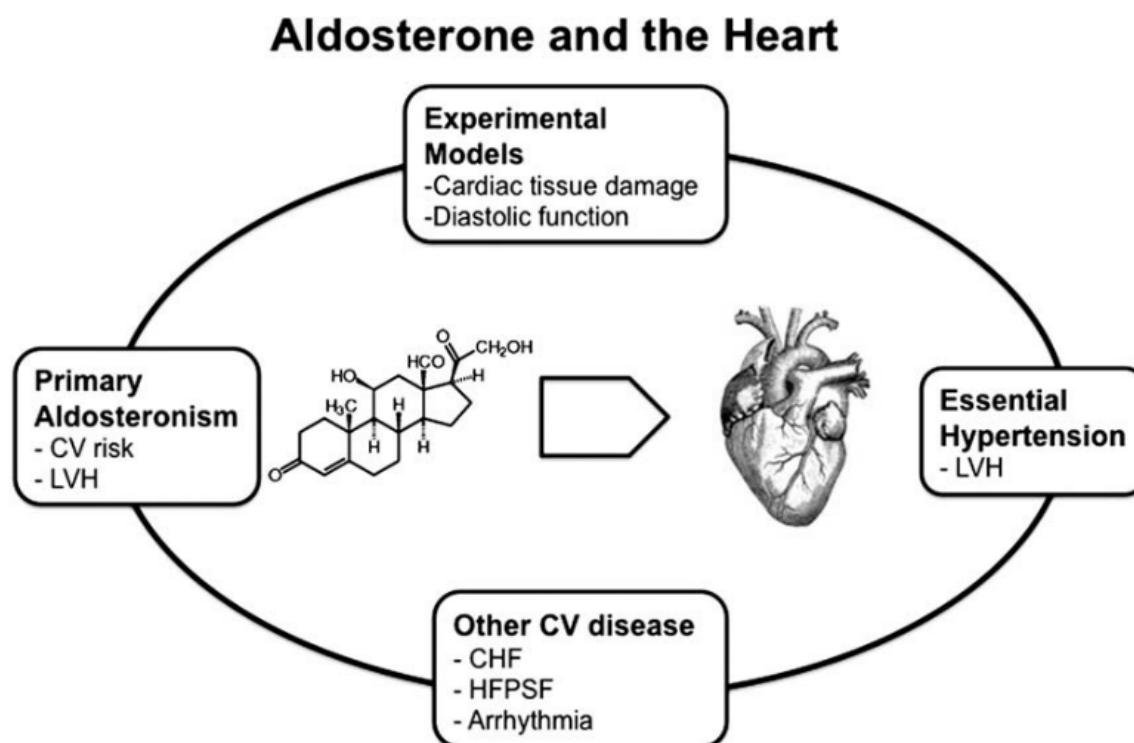 Aldosterone and the Heart
Experimental
Models
-Cardiac tissue damage
-Diastolic function
Primary
Aldosteronism
- CV risk
- LVH
O
CH₂OH
HCO
HO
H
H₃C
H
H
H
O
Essential
Hypertension
- LVH
Other CV disease
- CHF
- HFPSF
- Arrhythmia